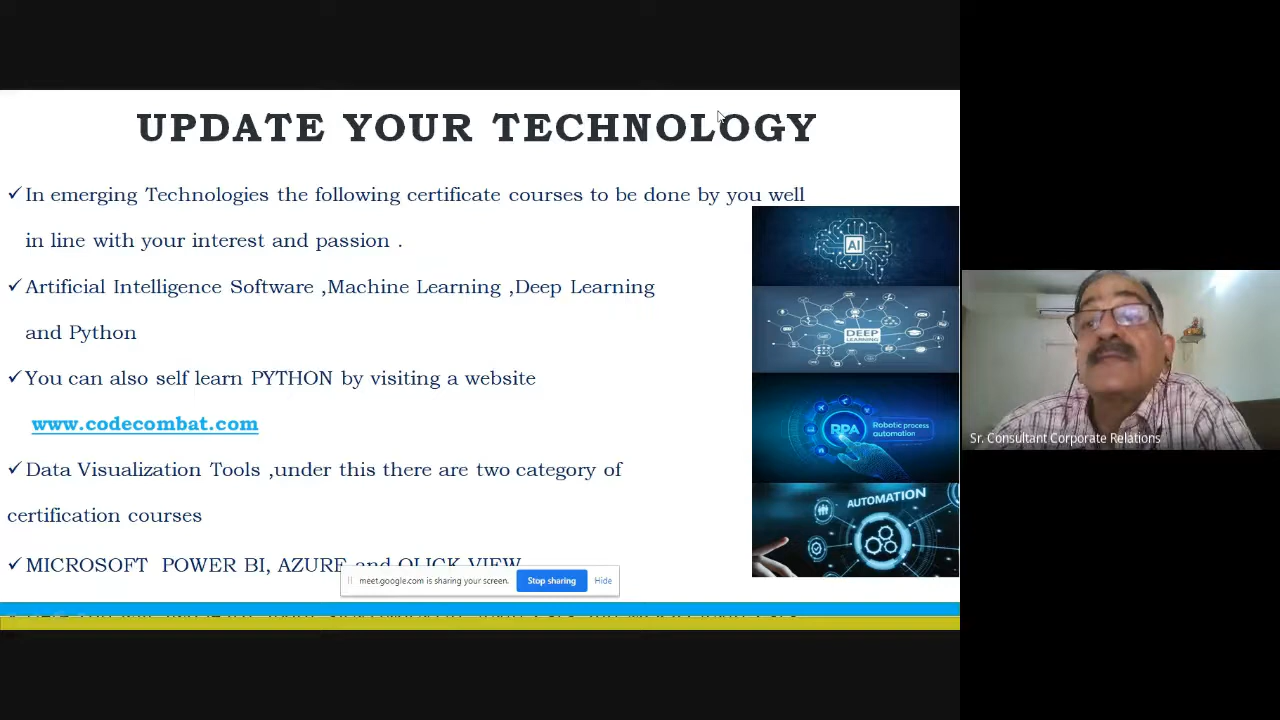 UPDATE YOUR TECHNOLOGY
✓In emerging Technologies the following certificate courses to be done by you well
in line with your interest and passion .
✓Artificial Intelligence Software ,Machine Learning ,Deep Learning
and Python
✓You can also self learn PYTHON by visiting a website
www.codecombat.com
✓Data Visualization Tools ,under this there are two category of
certification courses
✓MICROSOFT POWER BI, AZURE and QLICK VIEW
AI
DEEP
LEARNING
RPA
Robotic process
automation
AUTOMATION
meet.google.com is sharing your screen.
Stop sharing
Hide
Sr. Consultant Corporate Relations